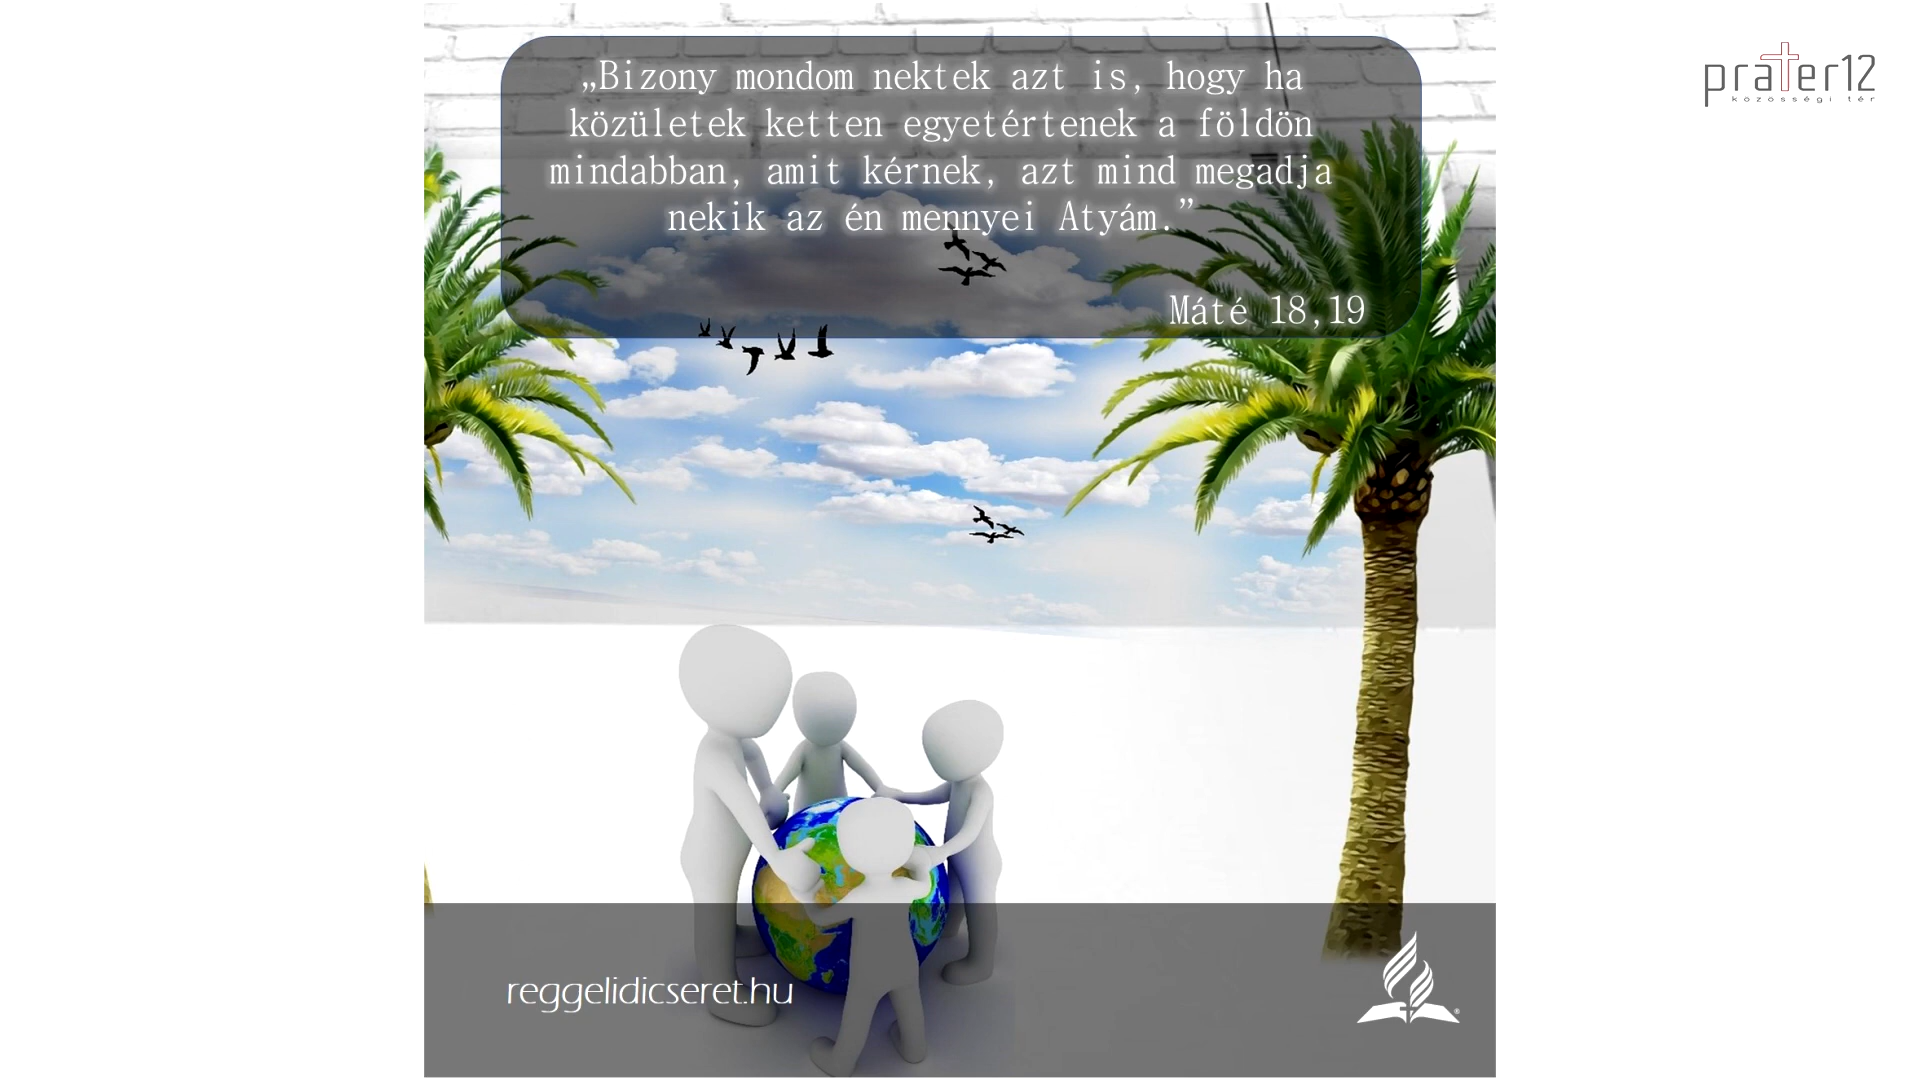 „Bizony mondom nektek azt is, hogy ha
közületek ketten egyetértenek a földön
mindabban, amit kérnek, azt mind megadja
nekik az én mennyei Atyám.”
Máté 18,19
prater12
közösségi tér
reggelidicseret.hu